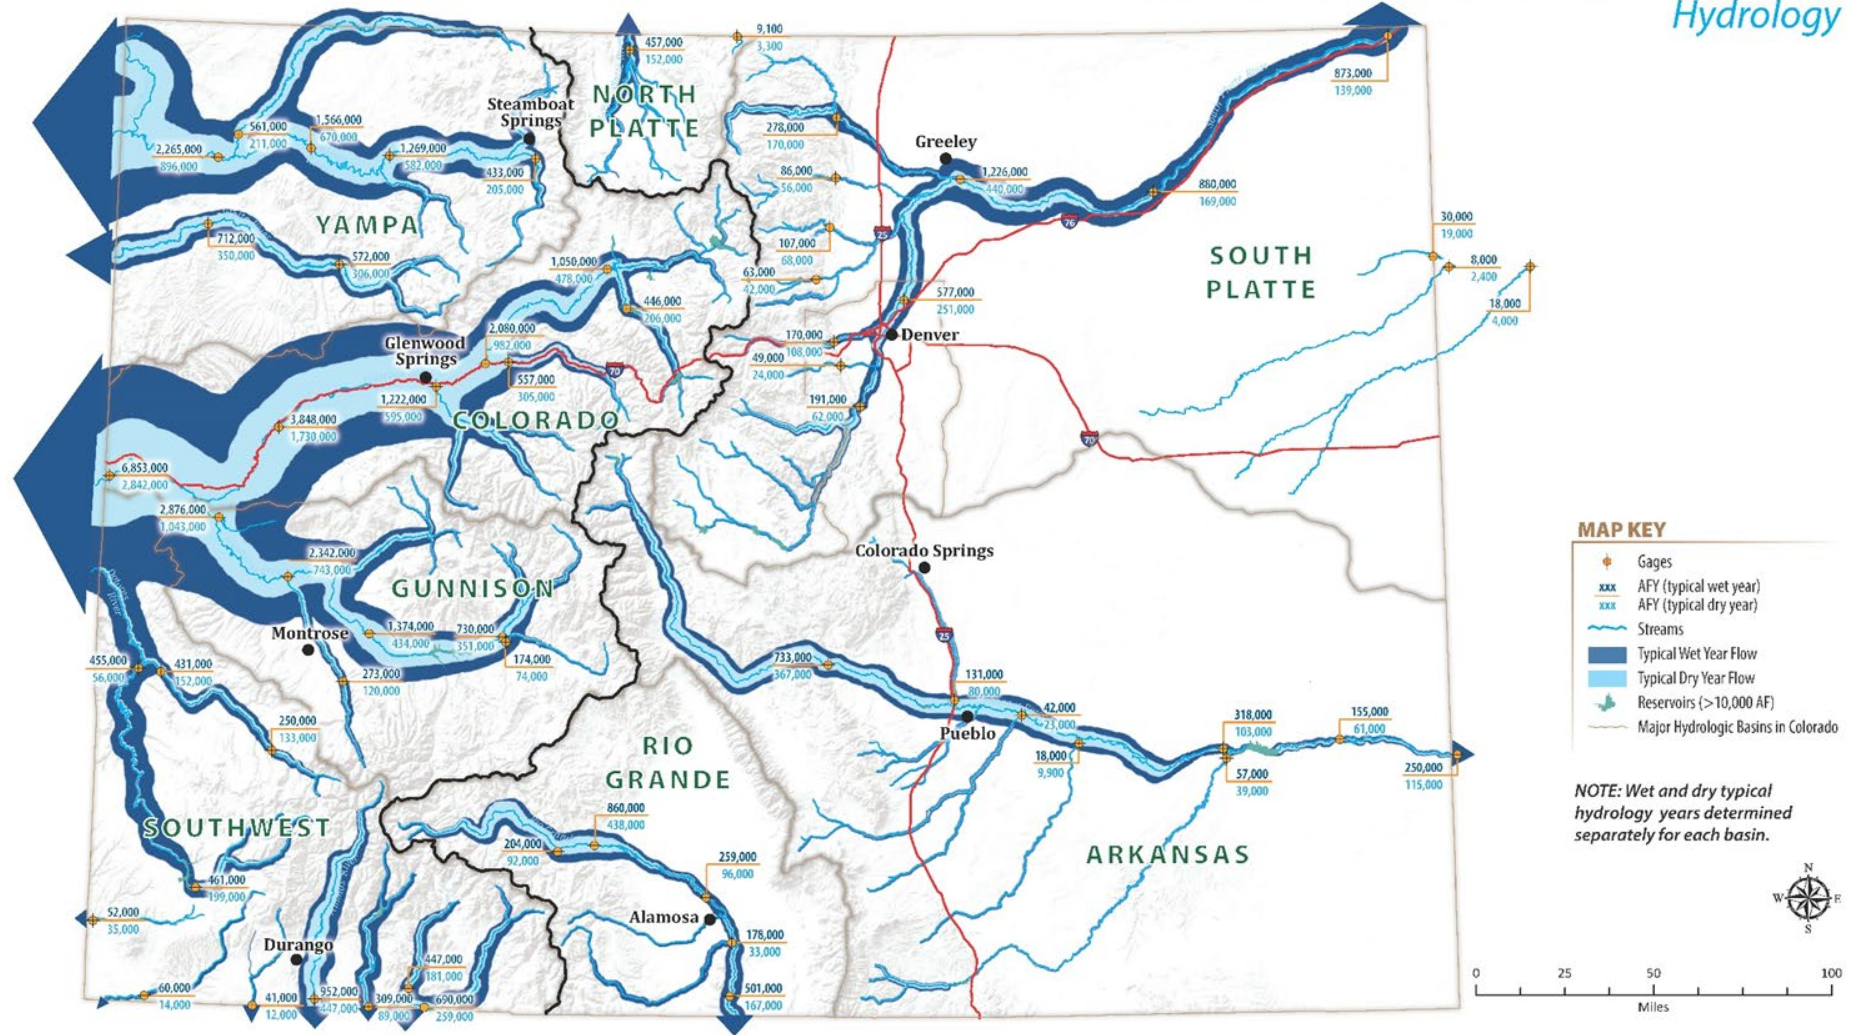 Hydrology
9,100
3,300
457,000
152,000
NORTH
PLATTE
Steamboat
Springs
873,000
139,000
561,000
211,000
1,566,000
670,000
2,265,000
896,000
1,269,000
582,000
433,000
205,000
278,000
170,000
Greeley
86,000
56,000
1,226,000
440,000
880,000
169,000
YAMPA
712,000
350,000
572,000
306,000
76
25
107,000
68,000
30,000
19,000
8,000
2,400
18,000
4,000
SOUTH
PLATTE
1,050,000
478,000
63,000
42,000
446,000
206,000
577,000
251,000
Denver
170,000
108,000
49,000
24,000
Glenwood
Springs
2,080,000
982,000
70
557,000
305,000
1,222,000
595,000
COLORADO
191,000
62,000
3,848,000
1,730,000
70
6,853,000
2,842,000
2,876,000
1,043,000
2,342,000
743,000
GUNNISON
Colorado Springs
Dolores
River
Montrose
1,374,000
434,000
730,000
351,000
174,000
74,000
273,000
120,000
25
455,000
56,000
431,000
152,000
250,000
133,000
733,000
367,000
131,000
80,000
Pueblo
42,000
23,000
18,000
9,900
318,000
103,000
57,000
39,000
155,000
61,000
250,000
115,000
RIO
GRANDE
SOUTHWEST
860,000
438,000
204,000
92,000
259,000
96,000
ARKANSAS
461,000
199,000
52,000
35,000
Alamosa
178,000
33,000
Durango
447,000
181,000
60,000
14,000
41,000
12,000
952,000
447,000
309,000
89,000
690,000
259,000
501,000
167,000
MAP KEY
Gages
xxx AFY (typical wet year)
xxx AFY (typical dry year)
Streams
Typical Wet Year Flow
Typical Dry Year Flow
Reservoirs (>10,000 AF)
Major Hydrologic Basins in Colorado
NOTE: Wet and dry typical
hydrology years determined
separately for each basin.
N
W E
S
0 25 50 100
Miles